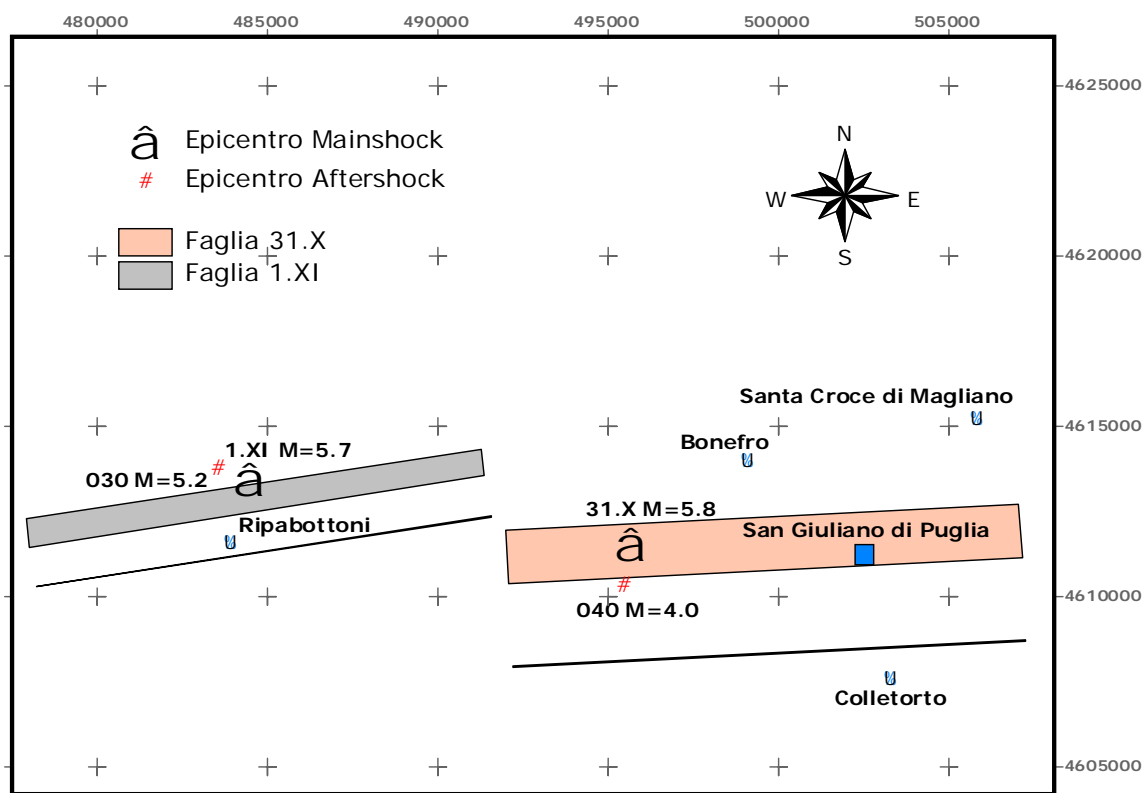 480000 485000 490000 495000 500000 505000
4625000
â Epicentro Mainshock
# Epicentro Aftershock
N
W E
S
Faglia 31.X
Faglia 1.XI
4620000
Santa Croce di Magliano
4615000
Bonefro
1.XI M=5.7
#
â
030 M=5.2
Ripabottoni
31.X M=5.8
â
San Giuliano di Puglia
#
4610000
040 M=4.0
Colletorto
4605000